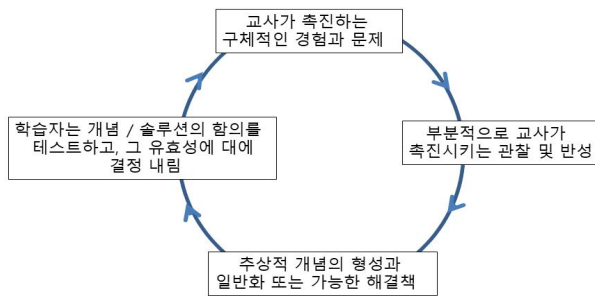 교사가 촉진하는
구체적인 경험과 문제
부분적으로 교사가
촉진시키는 관찰 및 반성
추상적 개념의 형성과
일반화 또는 가능한 해결책
학습자는 개념 / 솔루션의 함의를
테스트하고, 그 유효성에 대에
결정 내림